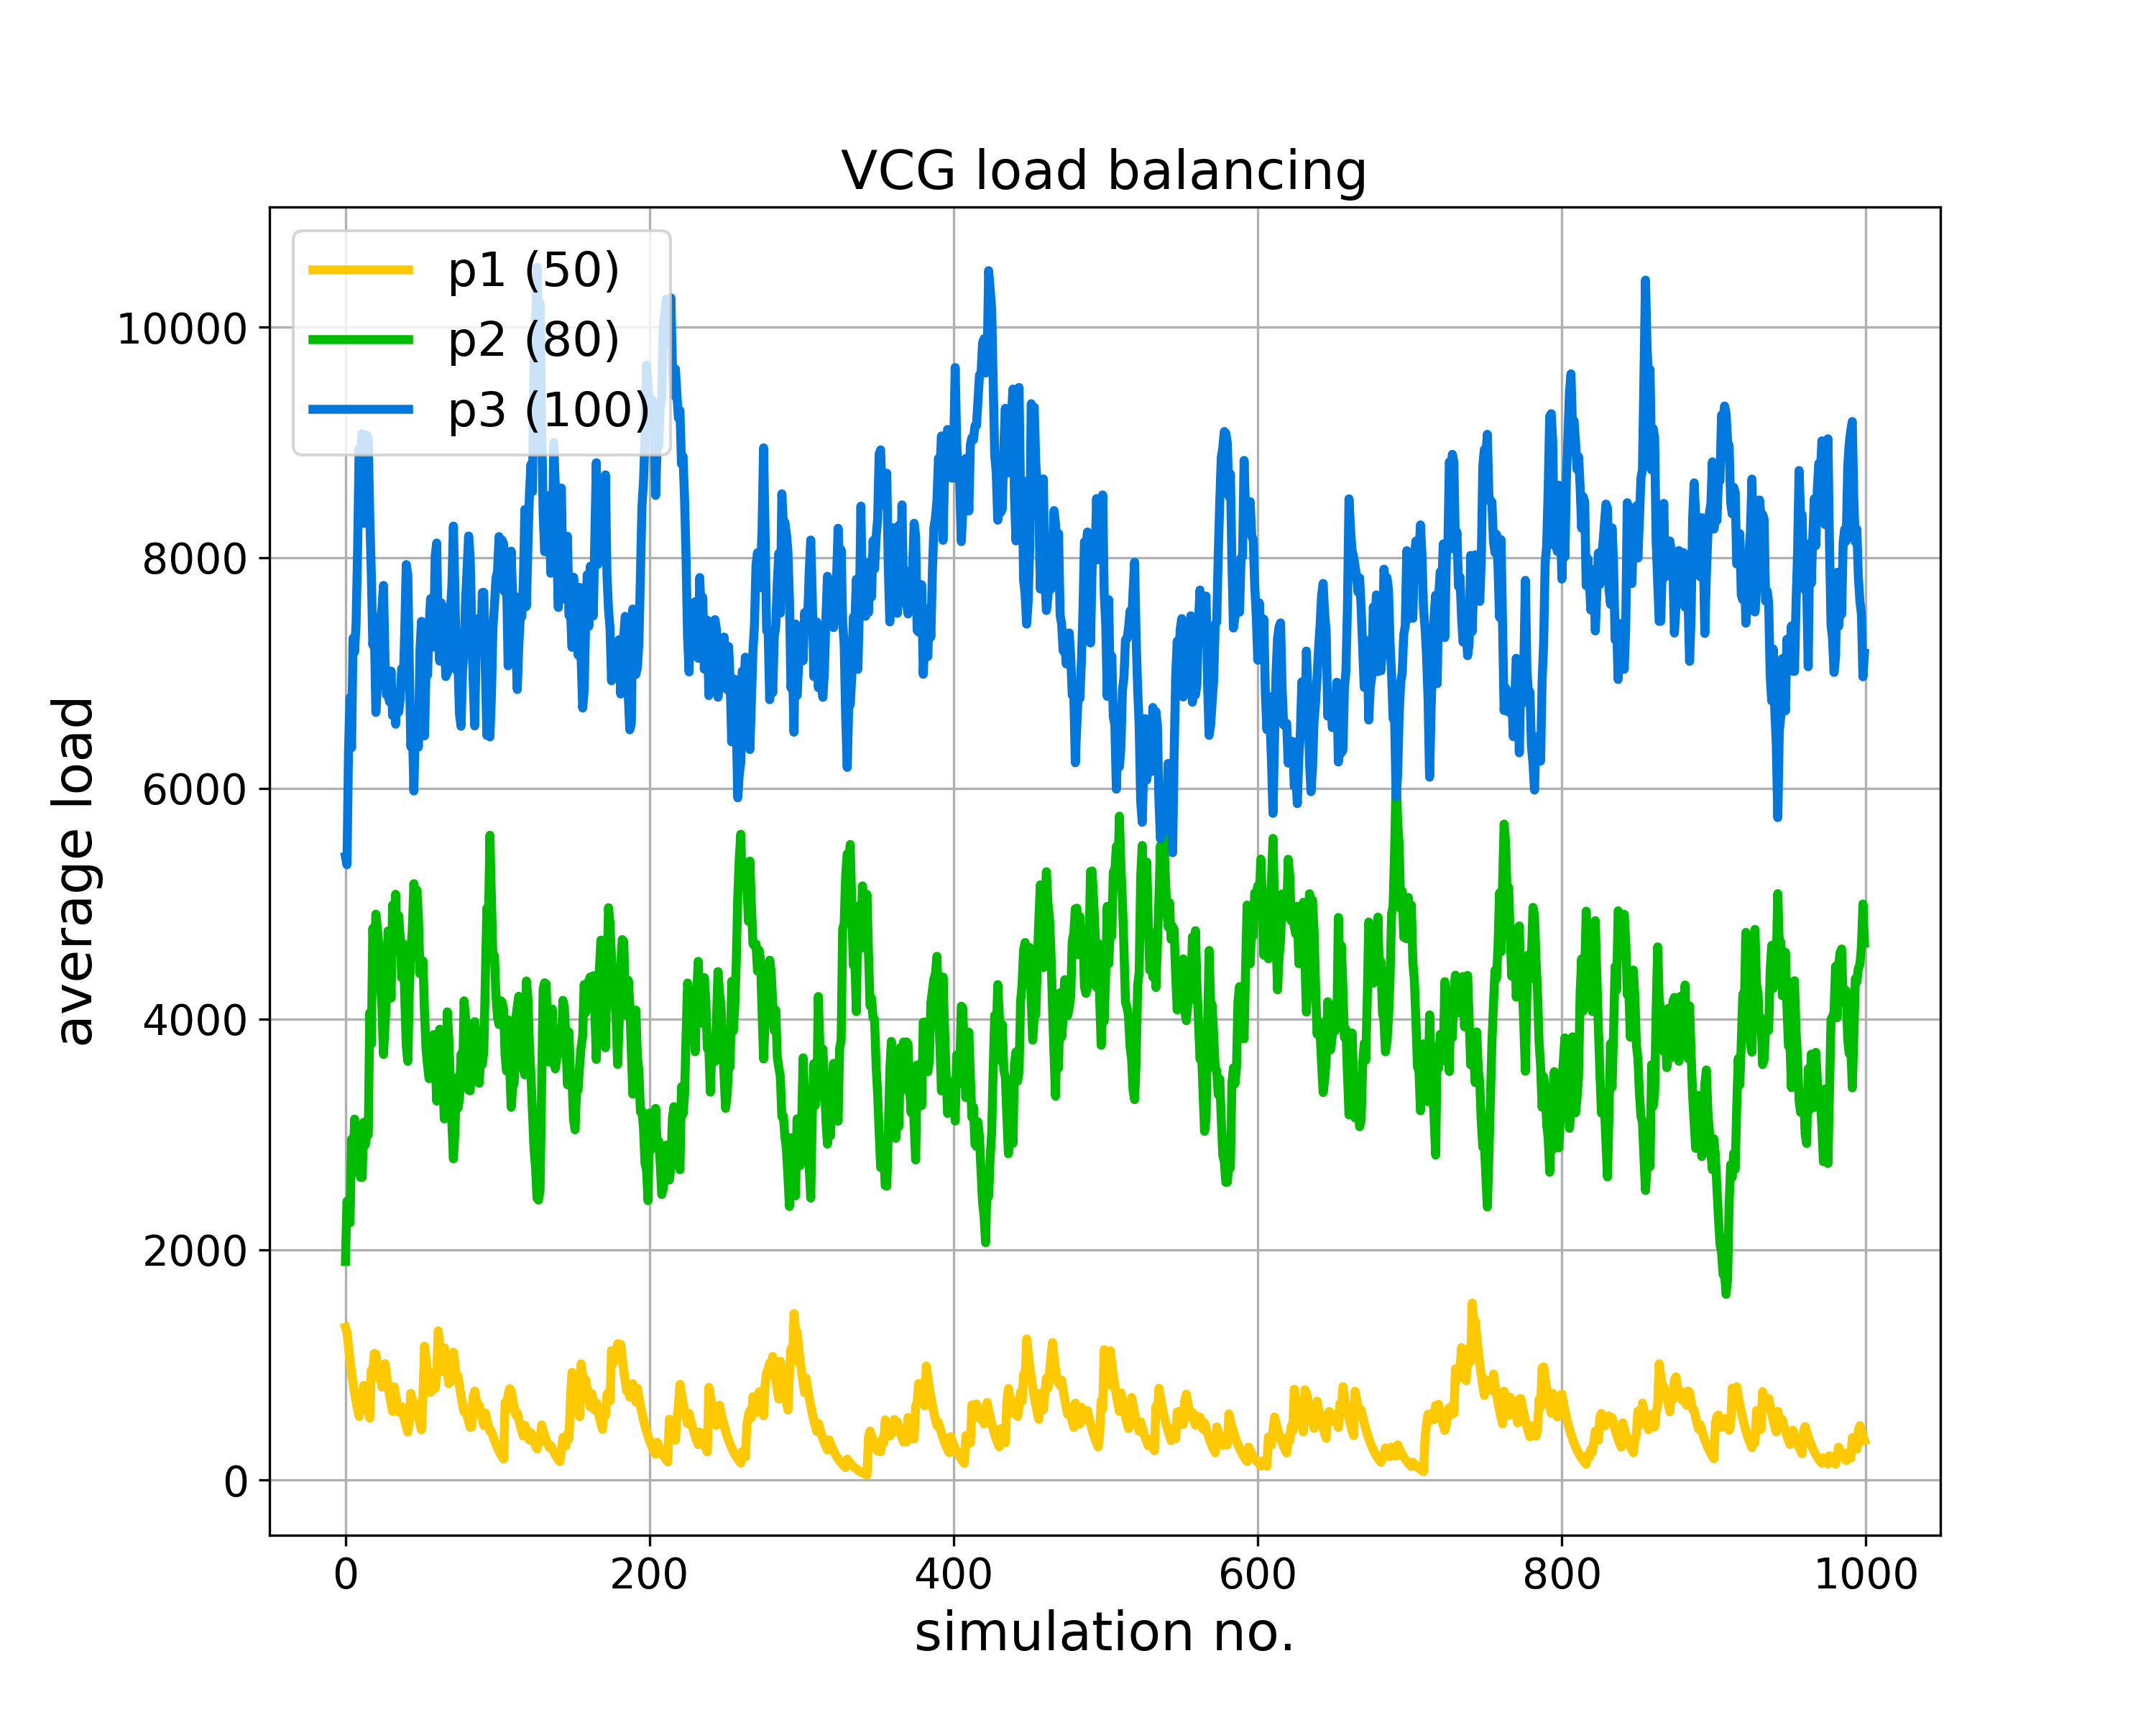 VCG load balancing
p1 (50)
p2 (80)
p3 (100)
10000
8000
6000
4000
2000
0
average load
0 200 400 600 800 1000
simulation no.